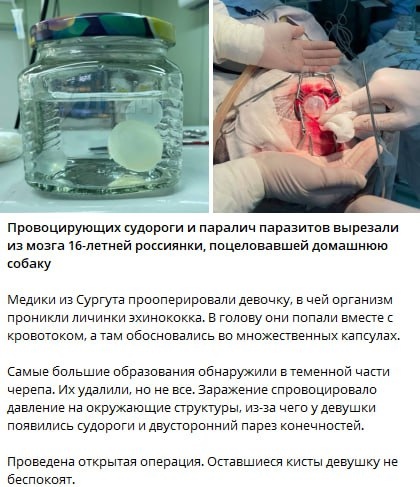 Провоцирующих судороги и паралич паразитов вырезали
из мозга 16-летней россиянки, поцеловавшей домашнюю
собаку
Медики из Сургута прооперировали девочку, в чей организм
проникли личинки эхинококка. В голову они попали вместе с
кровотоком, а там обосновались во множественных капсулах.
Самые большие образования обнаружили в теменной части
черепа. Их удалили, но не все. Заражение спровоцировало
давление на окружающие структуры, из-за чего у девушки
появились судороги и двусторонний парез конечностей.
Проведена открытая операция. Оставшиеся кисты девушку не
беспокоят.